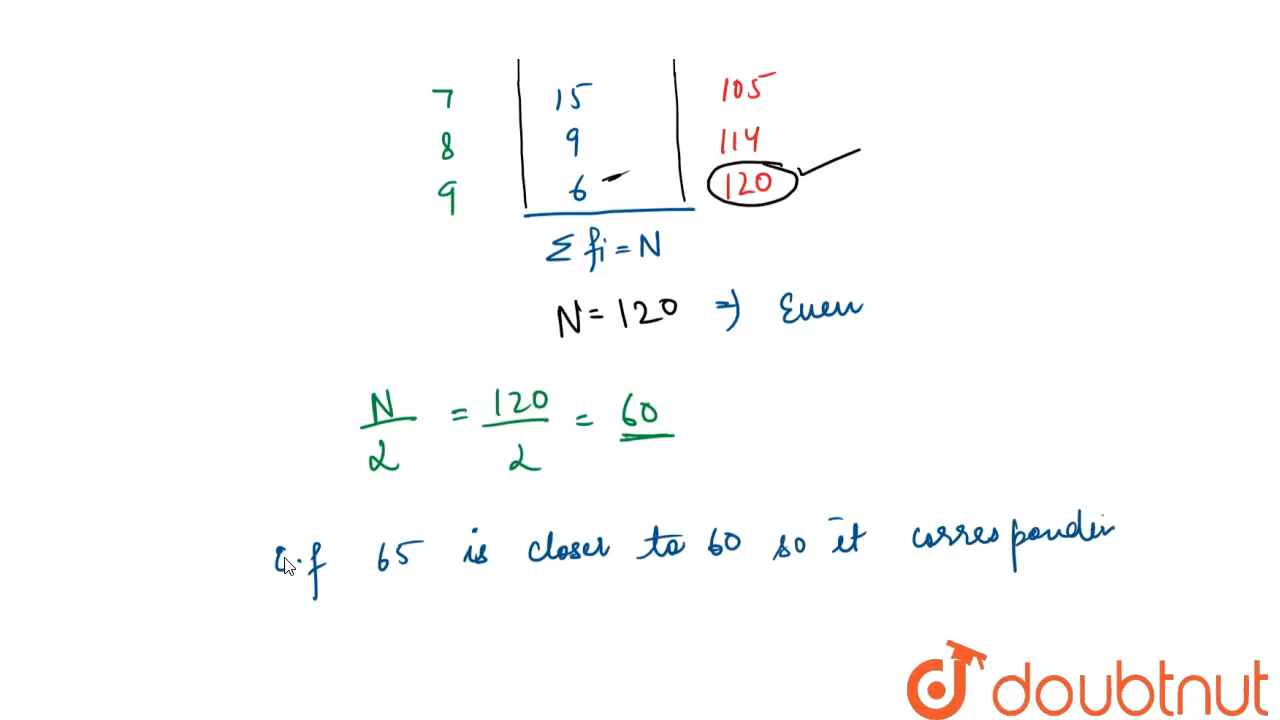 7 15 105
8 9 114
9 6 120
Σ fi = N
N = 120 ⇒ Even
N/2 = 120/2 = 60
C.f 65 is closer to 60 so it correspondin
doubtnut